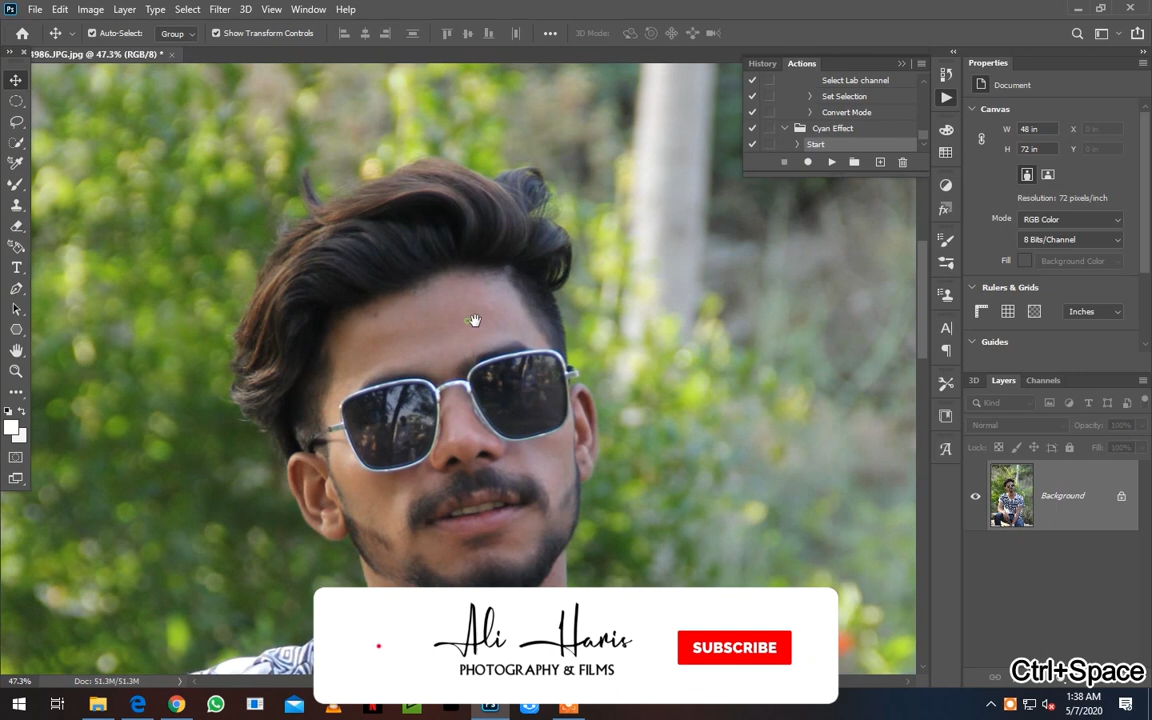 Ps File Edit Image Layer Type Select Filter 3D View Window Help
Auto-Select: Group Show Transform Controls 3D Mode:
4986.JPG.jpg @ 47.3% (RGB/8) * ×
History Actions
Select Lab channel
Set Selection
Convert Mode
Cyan Effect
Start
Properties
Document
Canvas
W 48 in X 0 in
H 72 in Y 0 in
Resolution: 72 pixels/inch
Mode RGB Color
8 Bits/Channel
Fill Background Color
Rulers & Grids
Inches
Guides
3D Layers Channels
Kind
Normal Opacity: 100%
Lock: Fill: 100%
Background
Ali Haris
PHOTOGRAPHY & FILMS
SUBSCRIBE
Ctrl+Space
47.3% Doc: 51.3M/51.3M
1:38 AM
5/7/2020